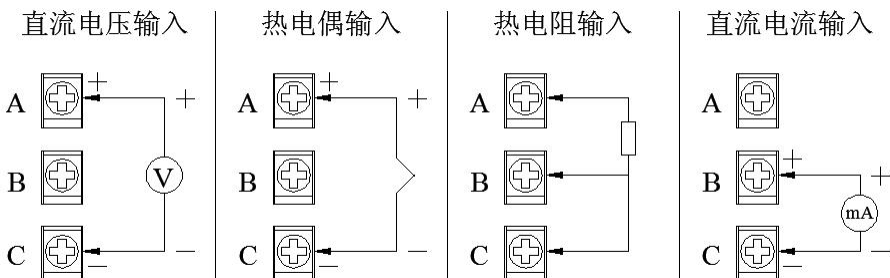 直流电压输入
热电偶输入
热电阻输入
直流电流输入
A + +
B V
C − −
A + +
B
C − −
A
B
C
A
B + +
mA
C − −